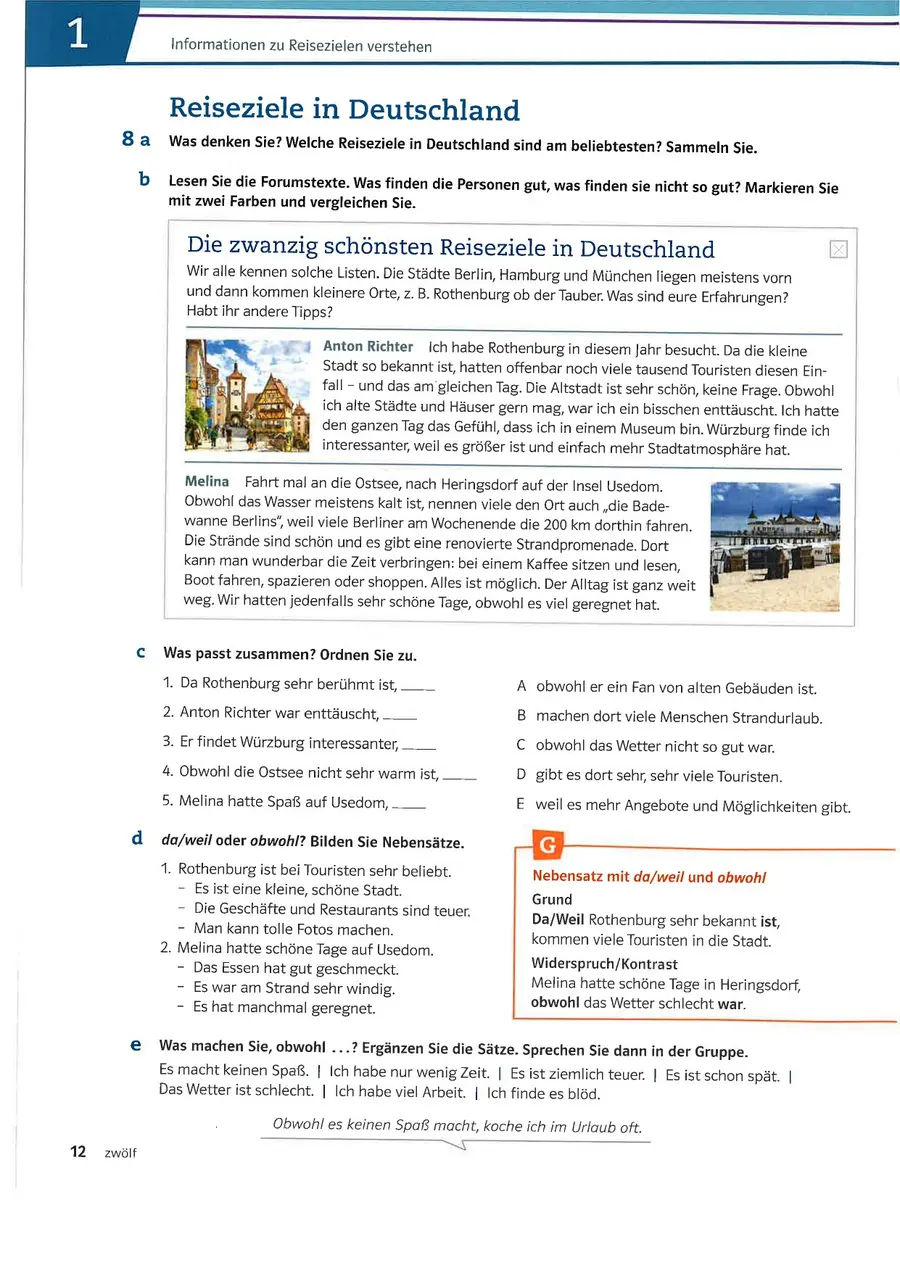 1
Informationen zu Reisezielen verstehen
Reiseziele in Deutschland
8 a Was denken Sie? Welche Reiseziele in Deutschland sind am beliebtesten? Sammeln Sie.
b Lesen Sie die Forumstexte. Was finden die Personen gut, was finden sie nicht so gut? Markieren Sie
mit zwei Farben und vergleichen Sie.
Die zwanzig schönsten Reiseziele in Deutschland
Wir alle kennen solche Listen. Die Städte Berlin, Hamburg und München liegen meistens vorn
und dann kommen kleinere Orte, z. B. Rothenburg ob der Tauber. Was sind eure Erfahrungen?
Habt ihr andere Tipps?
Anton Richter Ich habe Rothenburg in diesem Jahr besucht. Da die kleine
Stadt so bekannt ist, hatten offenbar noch viele tausend Touristen diesen Ein-
fall – und das am gleichen Tag. Die Altstadt ist sehr schön, keine Frage. Obwohl
ich alte Städte und Häuser gern mag, war ich ein bisschen enttäuscht. Ich hatte
den ganzen Tag das Gefühl, dass ich in einem Museum bin. Würzburg finde ich
interessanter, weil es größer ist und einfach mehr Stadtatmosphäre hat.
Melina Fahrt mal an die Ostsee, nach Heringsdorf auf der Insel Usedom.
Obwohl das Wasser meistens kalt ist, nennen viele den Ort auch „die Bade-
wanne Berlins“, weil viele Berliner am Wochenende die 200 km dorthin fahren.
Die Strände sind schön und es gibt eine renovierte Strandpromenade. Dort
kann man wunderbar die Zeit verbringen: bei einem Kaffee sitzen und lesen,
Boot fahren, spazieren oder shoppen. Alles ist möglich. Der Alltag ist ganz weit
weg. Wir hatten jedenfalls sehr schöne Tage, obwohl es viel geregnet hat.
c Was passt zusammen? Ordnen Sie zu.
1. Da Rothenburg sehr berühmt ist, ____
2. Anton Richter war enttäuscht, ____
3. Er findet Würzburg interessanter, ____
4. Obwohl die Ostsee nicht sehr warm ist, ____
5. Melina hatte Spaß auf Usedom, ____
A obwohl er ein Fan von alten Gebäuden ist.
B machen dort viele Menschen Strandurlaub.
C obwohl das Wetter nicht so gut war.
D gibt es dort sehr, sehr viele Touristen.
E weil es mehr Angebote und Möglichkeiten gibt.
d da/weil oder obwohl? Bilden Sie Nebensätze.
1. Rothenburg ist bei Touristen sehr beliebt.
– Es ist eine kleine, schöne Stadt.
– Die Geschäfte und Restaurants sind teuer.
– Man kann tolle Fotos machen.
2. Melina hatte schöne Tage auf Usedom.
– Das Essen hat gut geschmeckt.
– Es war am Strand sehr windig.
– Es hat manchmal geregnet.
G
Nebensatz mit da/weil und obwohl
Grund
Da/Weil Rothenburg sehr bekannt ist,
kommen viele Touristen in die Stadt.
Widerspruch/Kontrast
Melina hatte schöne Tage in Heringsdorf,
obwohl das Wetter schlecht war.
e Was machen Sie, obwohl ...? Ergänzen Sie die Sätze. Sprechen Sie dann in der Gruppe.
Es macht keinen Spaß. | Ich habe nur wenig Zeit. | Es ist ziemlich teuer. | Es ist schon spät. |
Das Wetter ist schlecht. | Ich habe viel Arbeit. | Ich finde es blöd.
Obwohl es keinen Spaß macht, koche ich im Urlaub oft.
12 zwölf